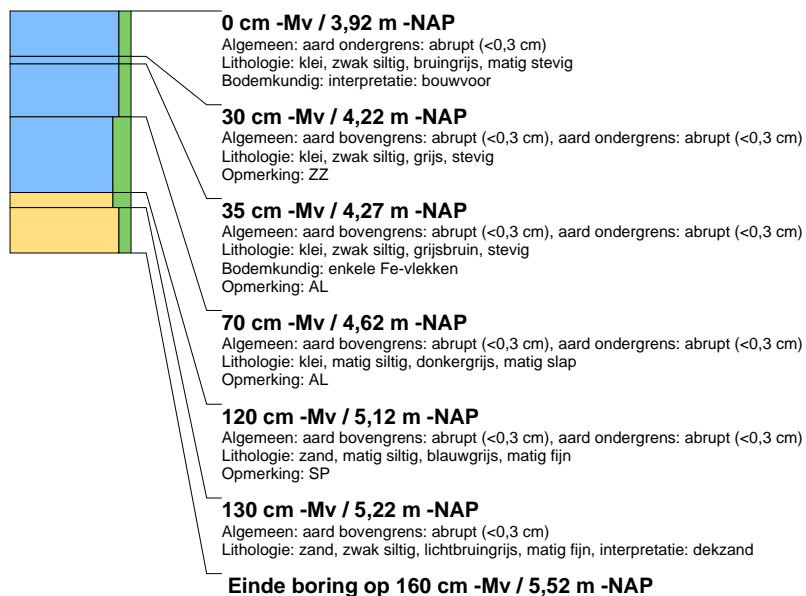 0 cm -Mv / 3,92 m -NAP
Algemeen: aard ondergrens: abrupt (<0,3 cm)
Lithologie: klei, zwak siltig, bruingrijs, matig stevig
Bodemkundig: interpretatie: bouwvoor
30 cm -Mv / 4,22 m -NAP
Algemeen: aard bovengrens: abrupt (<0,3 cm), aard ondergrens: abrupt (<0,3 cm)
Lithologie: klei, zwak siltig, grijs, stevig
Opmerking: ZZ
35 cm -Mv / 4,27 m -NAP
Algemeen: aard bovengrens: abrupt (<0,3 cm), aard ondergrens: abrupt (<0,3 cm)
Lithologie: klei, zwak siltig, grijsbruin, stevig
Bodemkundig: enkele Fe-vlekken
Opmerking: AL
70 cm -Mv / 4,62 m -NAP
Algemeen: aard bovengrens: abrupt (<0,3 cm), aard ondergrens: abrupt (<0,3 cm)
Lithologie: klei, matig siltig, donkergrijs, matig slap
Opmerking: AL
120 cm -Mv / 5,12 m -NAP
Algemeen: aard bovengrens: abrupt (<0,3 cm), aard ondergrens: abrupt (<0,3 cm)
Lithologie: zand, matig siltig, blauwgrijs, matig fijn
Opmerking: SP
130 cm -Mv / 5,22 m -NAP
Algemeen: aard bovengrens: abrupt (<0,3 cm)
Lithologie: zand, zwak siltig, lichtbruingrijs, matig fijn, interpretatie: dekzand
Einde boring op 160 cm -Mv / 5,52 m -NAP